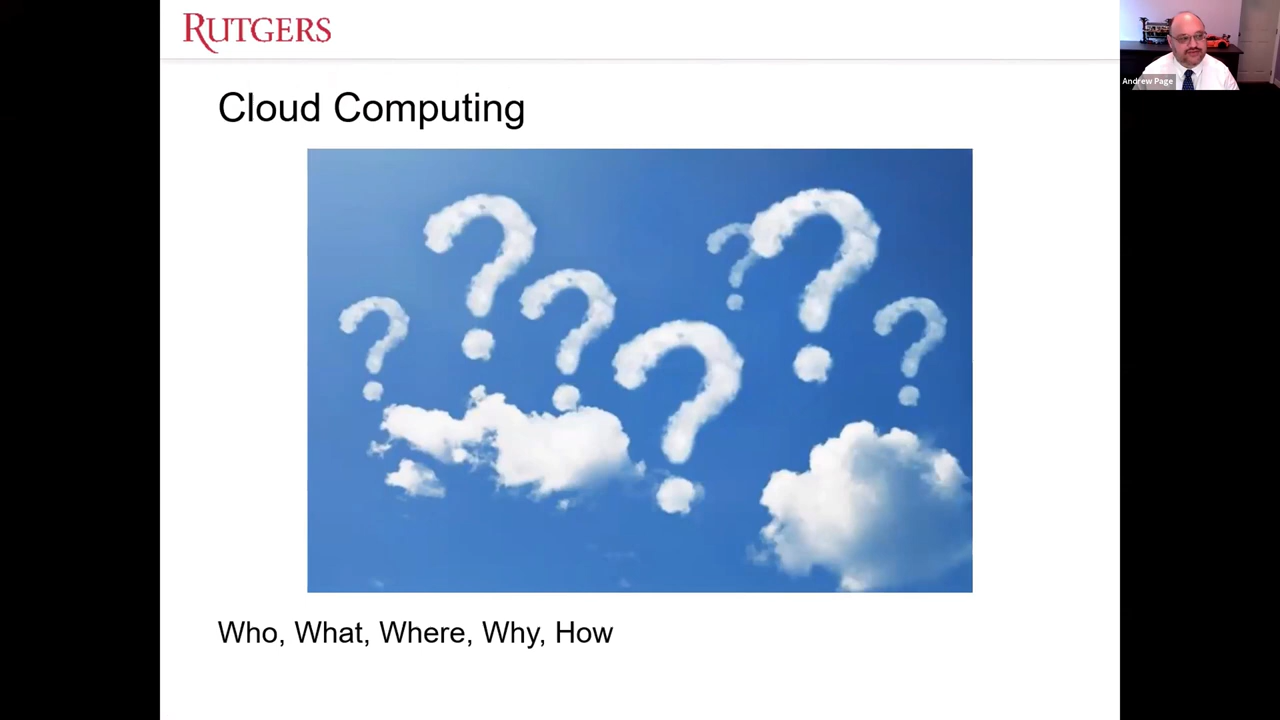 RUTGERS
Andrew Page
Cloud Computing
Who, What, Where, Why, How